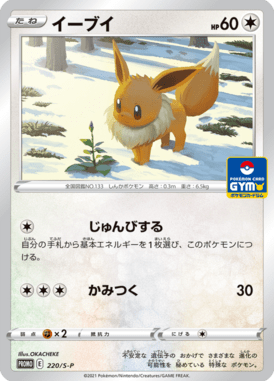 たね イーブイ HP60
POKÉMON CARD
GYM
ポケモンカードジム
全国図鑑NO.133 しんかポケモン 高さ:0.3m 重さ:6.5kg
じゅんびする
自分の手札から基本エネルギーを1枚選び、このポケモンにつける。
かみつく 30
弱点 ×2 抵抗力 にげる
Illus.OKACHEKE
PROMO E 220/S-P
不安定な 遺伝子の おかげで さまざまな 進化の
可能性を 秘めている 特殊な ポケモン。
©2021 Pokémon/Nintendo/Creatures/GAME FREAK.